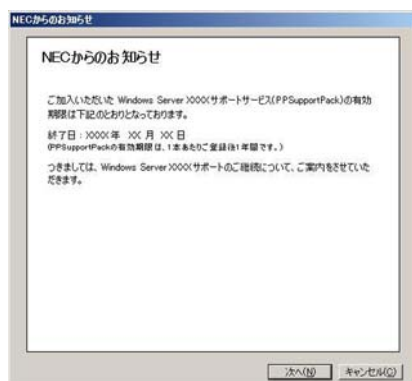 NECからのお知らせ
NECからのお知らせ
ご加入いただいた Windows Server XXXXサポートサービス(PPSupportPack)の有効
期限は下記のとおりとなっております。
終了日：XXXX年 XX 月 XX 日
(PPSupportPackの有効期限は、1本あたりご登録後1年間です。)
つきましては、Windows Server XXXXサポートのご継続について、ご案内をさせていた
だきます。
次へ(N)
キャンセル(C)